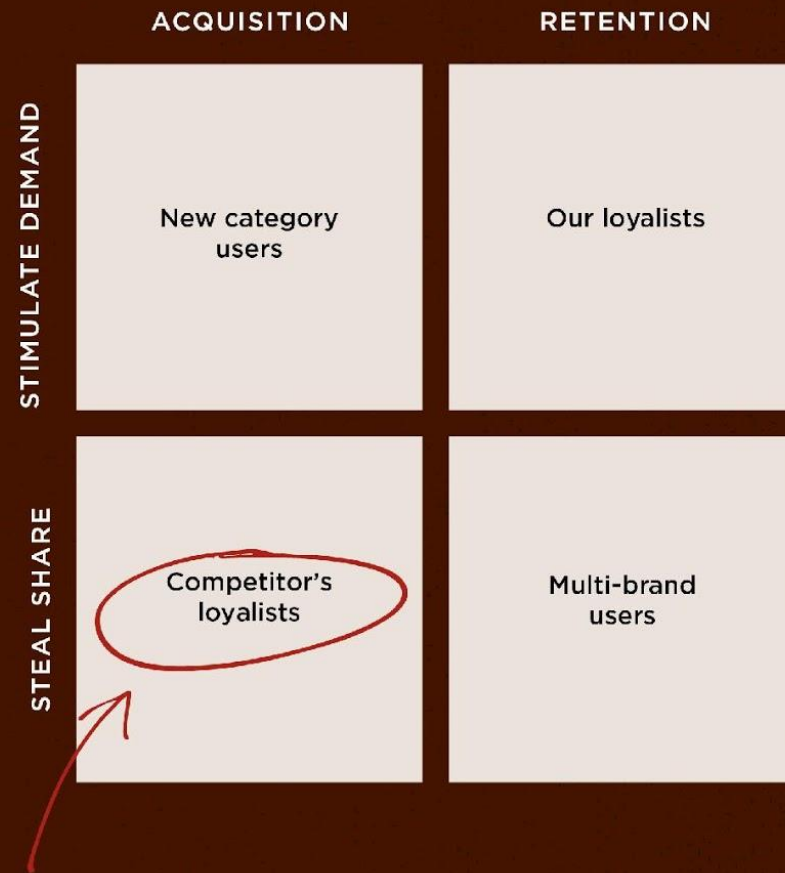 ACQUISITION
RETENTION
STIMULATE DEMAND
New category
users
Our loyalists
STEAL SHARE
Competitor's
loyalists
Multi-brand
users